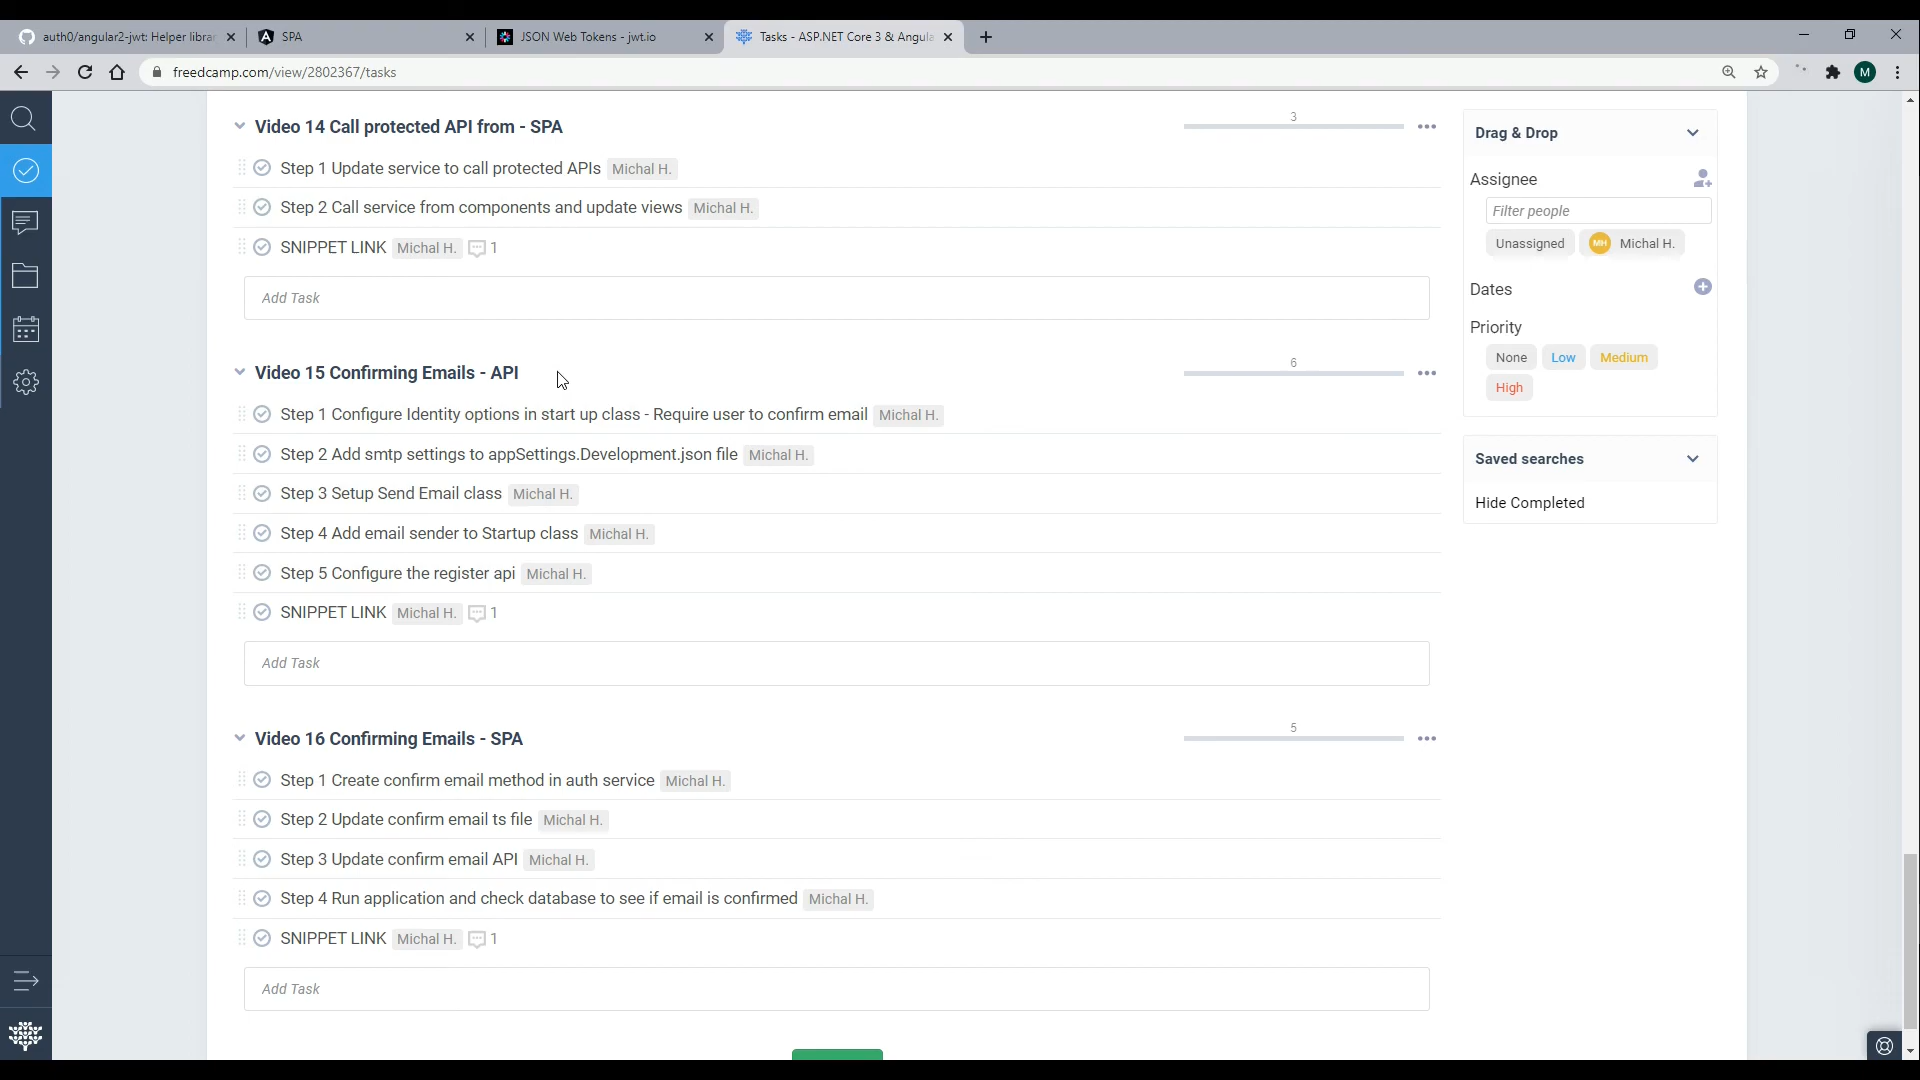 auth0/angular2-jwt: Helper librar
SPA
JSON Web Tokens - jwt.io
Tasks - ASP.NET Core 3 & Angula
freedcamp.com/view/2802367/tasks
M
Video 14 Call protected API from - SPA
3
Step 1 Update service to call protected APIs Michal H.
Step 2 Call service from components and update views Michal H.
SNIPPET LINK Michal H. 1
Add Task
Video 15 Confirming Emails - API
6
Step 1 Configure Identity options in start up class - Require user to confirm email Michal H.
Step 2 Add smtp settings to appSettings.Development.json file Michal H.
Step 3 Setup Send Email class Michal H.
Step 4 Add email sender to Startup class Michal H.
Step 5 Configure the register api Michal H.
SNIPPET LINK Michal H. 1
Add Task
Video 16 Confirming Emails - SPA
5
Step 1 Create confirm email method in auth service Michal H.
Step 2 Update confirm email ts file Michal H.
Step 3 Update confirm email API Michal H.
Step 4 Run application and check database to see if email is confirmed Michal H.
SNIPPET LINK Michal H. 1
Add Task
Drag & Drop
Assignee
Filter people
Unassigned MH Michal H.
Dates
Priority
None Low Medium
High
Saved searches
Hide Completed